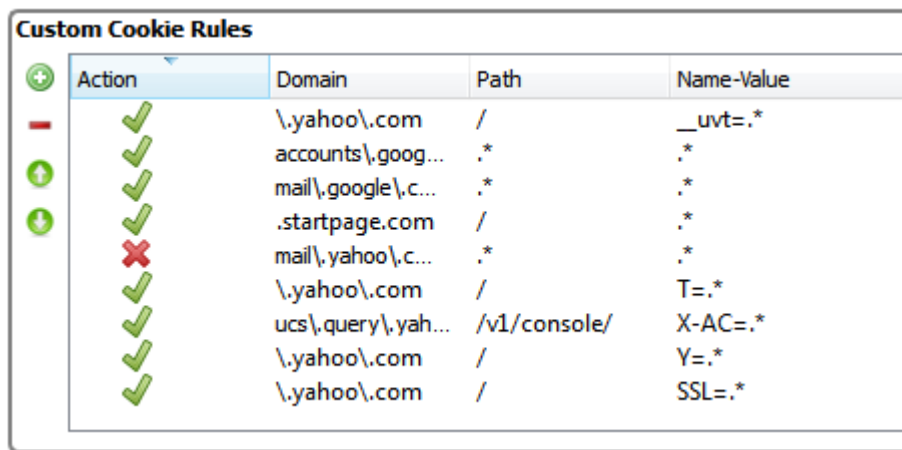 Custom Cookie Rules
Action Domain Path Name-Value
\.yahoo\.com / __uvt=.*
accounts\.goog... .* .*
mail\.google\.c... .* .*
.startpage.com / .*
mail\.yahoo\.c... .* .*
\.yahoo\.com / T=.*
ucs\.query\.yah... /v1/console/ X-AC=.*
\.yahoo\.com / Y=.*
\.yahoo\.com / SSL=.*